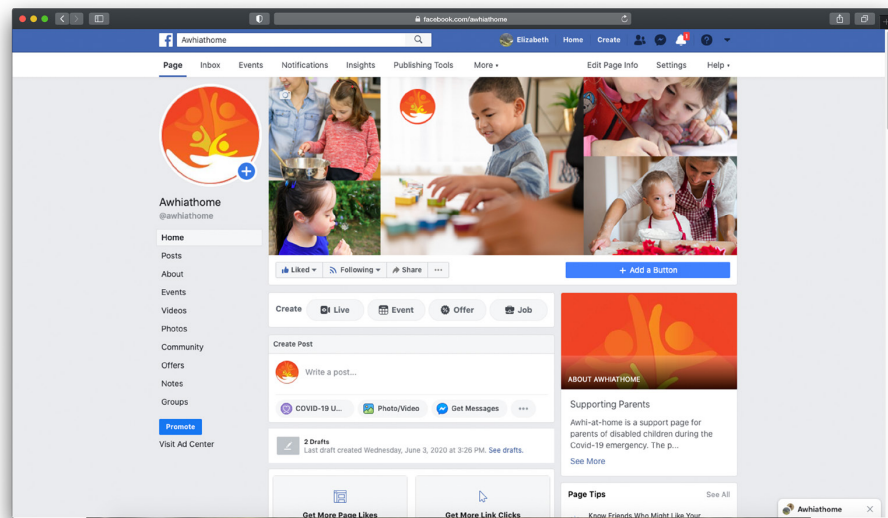 facebook.com/awhiathome
Awhiathome
Elizabeth Home Create
Page Inbox Events Notifications Insights Publishing Tools More Edit Page Info Settings Help
Awhiathome
@awhiathome
Home
Posts
About
Events
Videos
Photos
Community
Offers
Notes
Groups
Promote
Visit Ad Center
Liked Following Share ...
+ Add a Button
Create Live Event Offer Job
Create Post
Write a post...
COVID-19 U... Photo/Video Get Messages ...
2 Drafts
Last draft created Wednesday, June 3, 2020 at 3:26 PM. See drafts.
Get More Page Likes Get More Link Clicks
ABOUT AWHIATHOME
Supporting Parents
Awhi-at-home is a support page for
parents of disabled children during the
Covid-19 emergency. The p...
See More
Page Tips See All
Know Friends Who Might Like Your
Awhiathome